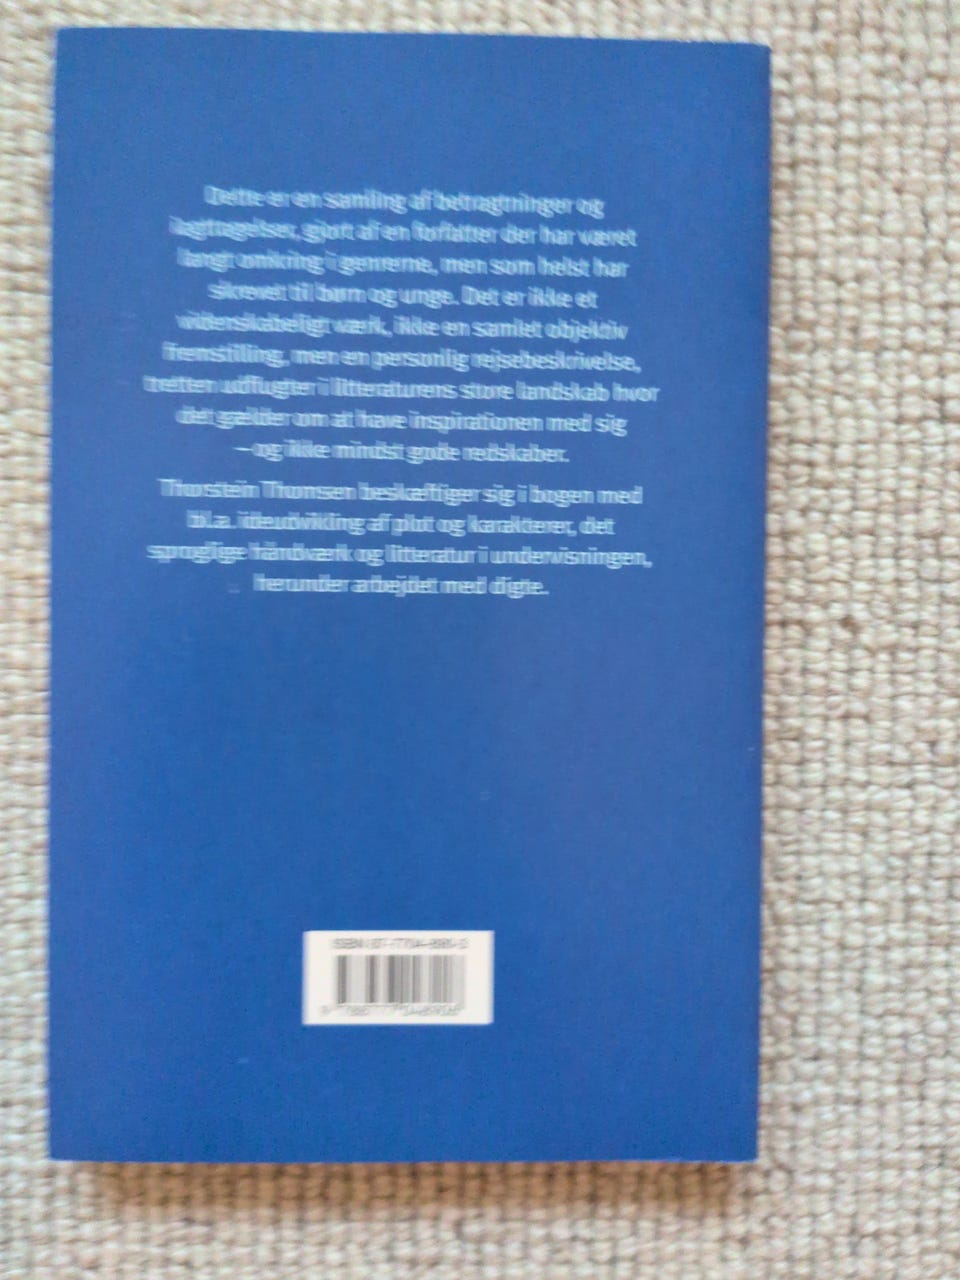 Dette er en samling af betragtninger og
iagttagelser, gjort af en forfatter der har været
langt omkring i genrerne, men som helst har
skrevet til børn og unge. Det er ikke et
widerskabeligt værk, ikke en samlet objektiv
fremstilling, men en personlig rejsebeskrivelse,
tretten udflugter i litteraturens store landskab hvor
det gælder om at have inspirationen med sig
– og ikke mindst gode redskaber.
Thorstein Thomsen beskæftiger sig i bogen med
bl.a. ideudvikling af plot og karakterer, det
sproglige håndværk og litteratur i undervisningen,
herunder arbejdet med digte.
ISBN